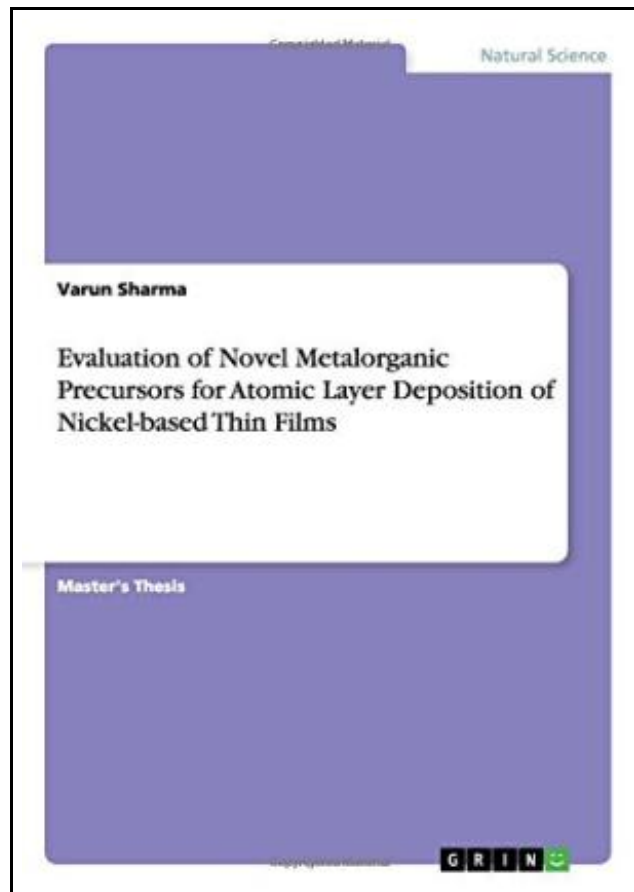 Natural Science
Varun Sharma
Evaluation of Novel Metalorganic
Precursors for Atomic Layer Deposition of
Nickel-based Thin Films
Master's Thesis
GRIN